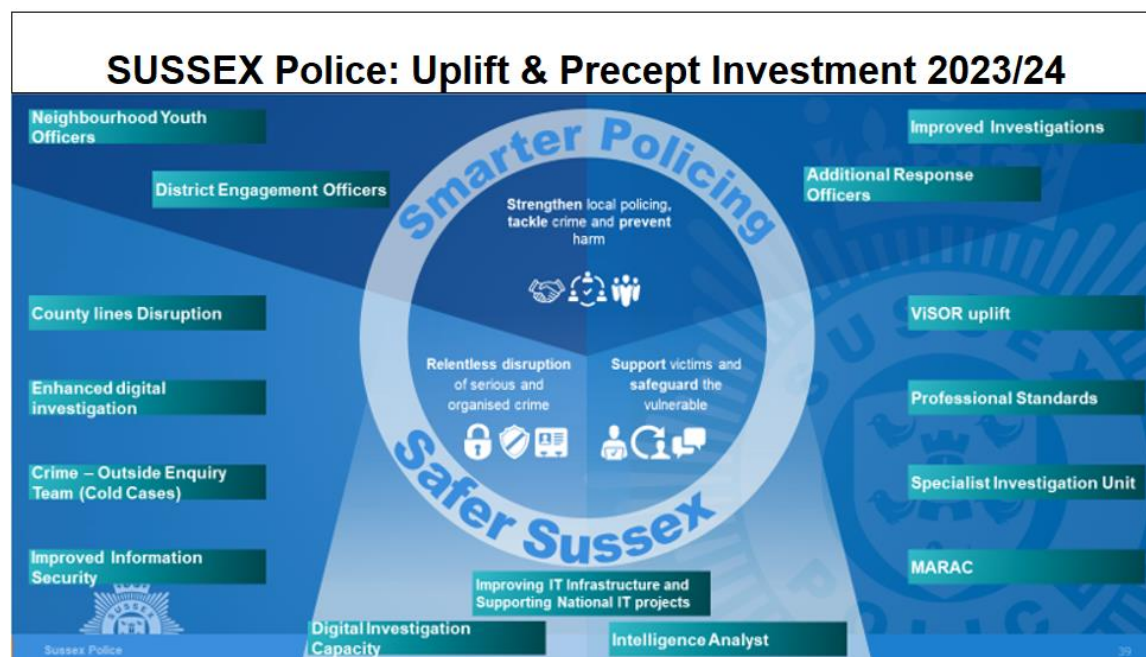 SUSSEX Police: Uplift & Precept Investment 2023/24
Neighbourhood Youth
Officers
District Engagement Officers
Improved Investigations
Additional Response
Officers
Smarter Policing
Strengthen local policing,
tackle crime and prevent
harm
County lines Disruption
Enhanced digital
investigation
Crime – Outside Enquiry
Team (Cold Cases)
Improved Information
Security
Relentless disruption
of serious and
organised crime
Support victims and
safeguard the
vulnerable
Safer Sussex
ViSOR uplift
Professional Standards
Specialist Investigation Unit
MARAC
Improving IT Infrastructure and
Supporting National IT projects
Digital Investigation
Capacity
Intelligence Analyst
SUSSEX
POLICE
SUSSEX
Sussex Police
39